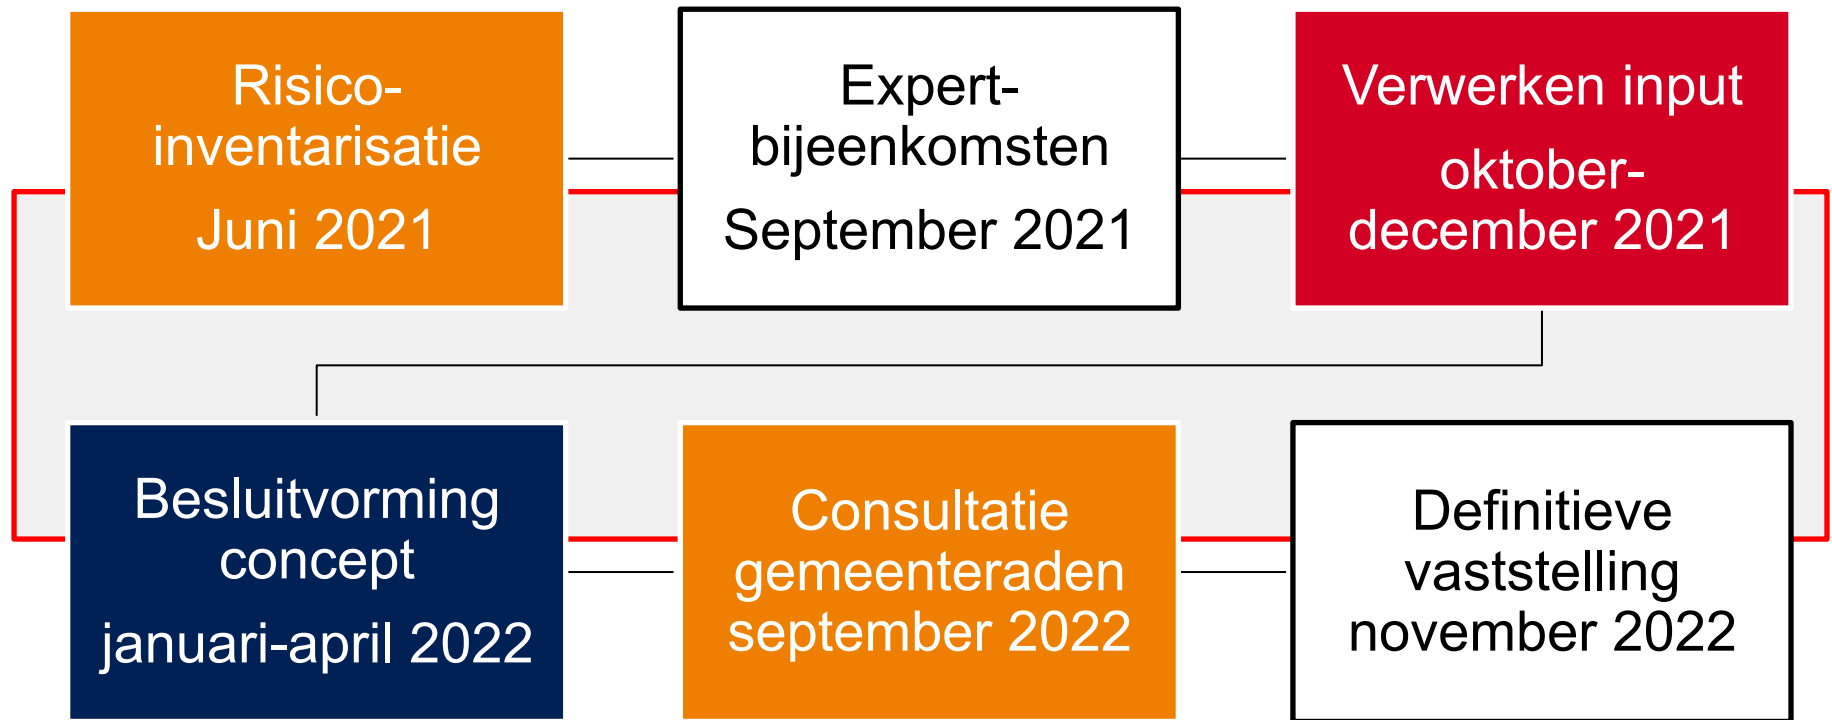 Risico-
inventarisatie
Juni 2021
Expert-
bijeenkomsten
September 2021
Verwerken input
oktober-
december 2021
Besluitvorming
concept
januari-april 2022
Consultatie
gemeenteraden
september 2022
Definitieve
vaststelling
november 2022